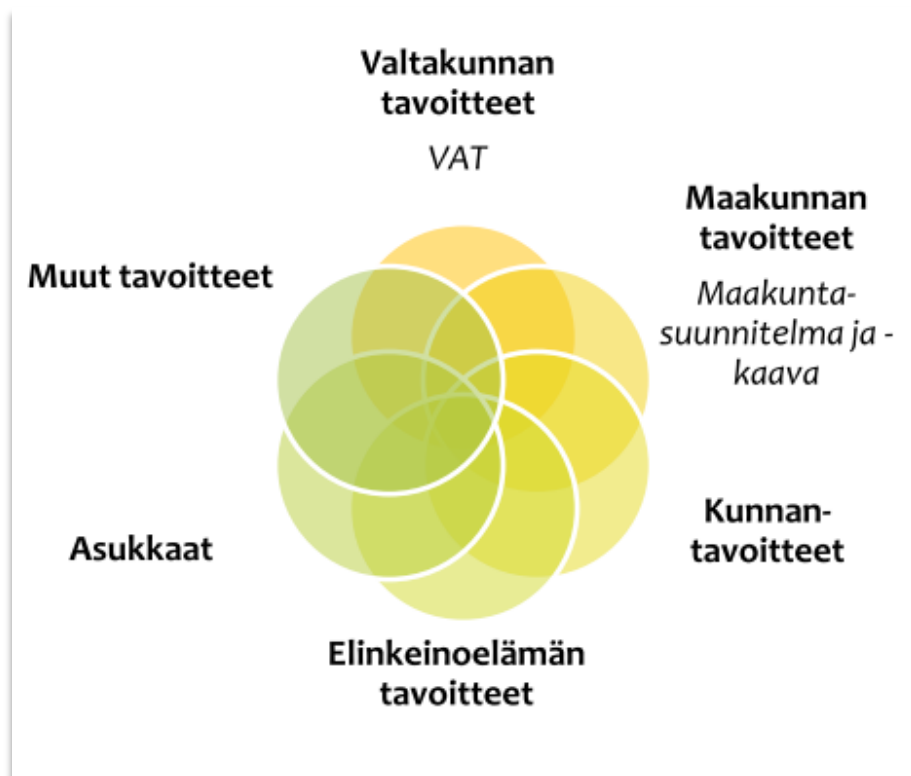 Valtakunnan
tavoitteet
VAT
Maakunnan
tavoitteet
Maakunta-
suunnitelma ja -
kaava
Muut tavoitteet
Kunnan-
tavoitteet
Asukkaat
Elinkeinoelämän
tavoitteet